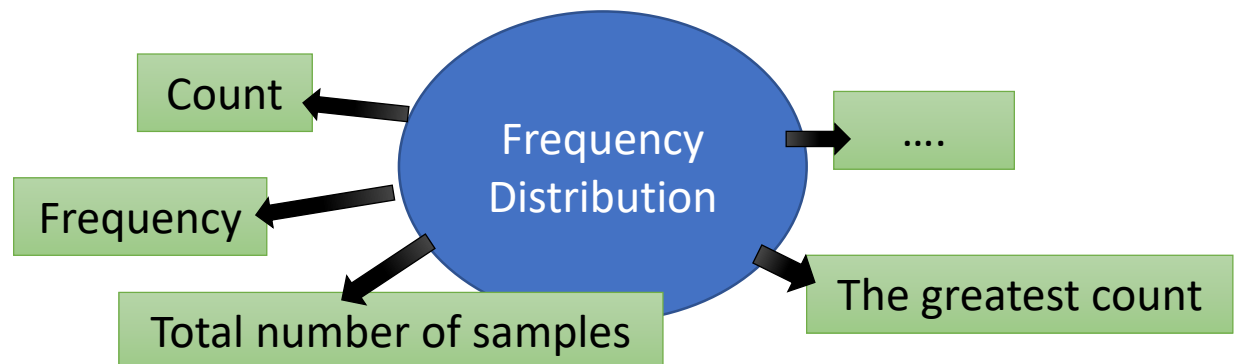 Count
Frequency
Distribution
….
Frequency
The greatest count
Total number of samples